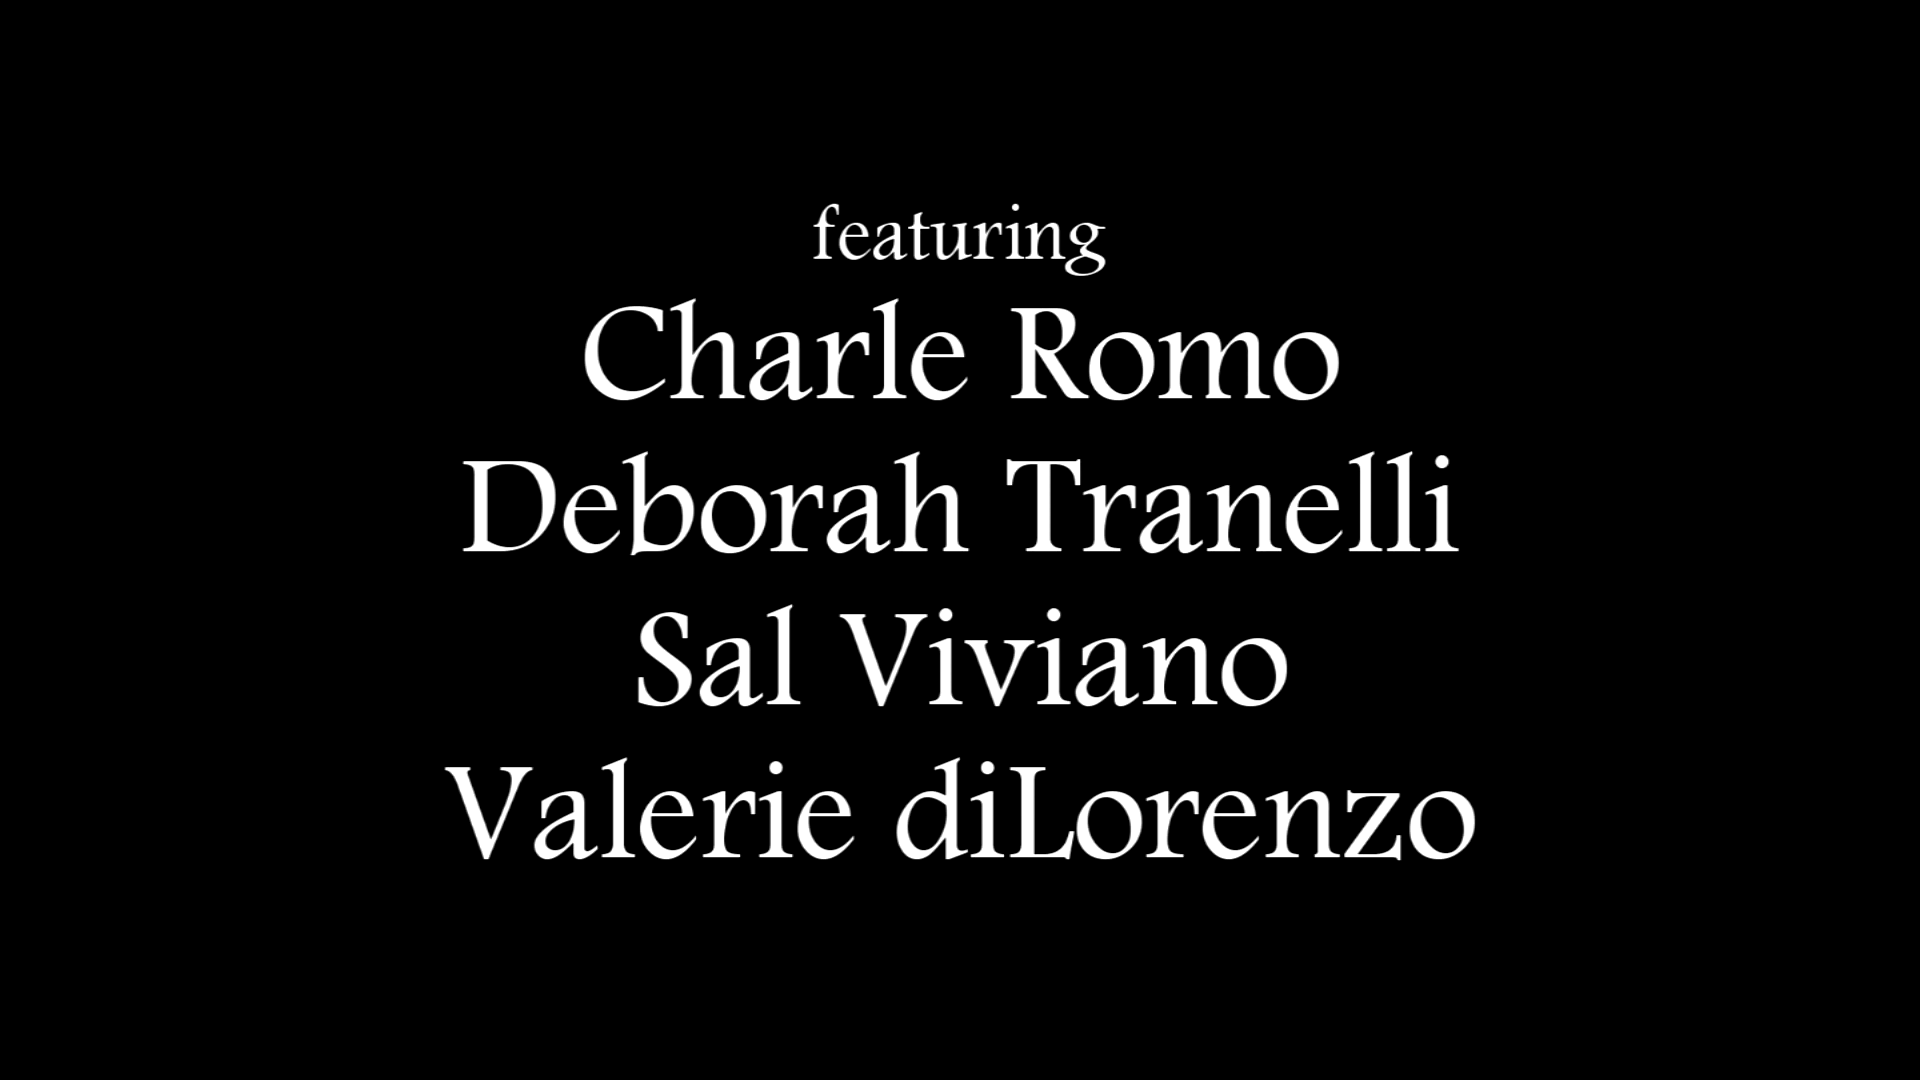 featuring
Charle Romo
Deborah Tranelli
Sal Viviano
Valerie diLorenzo